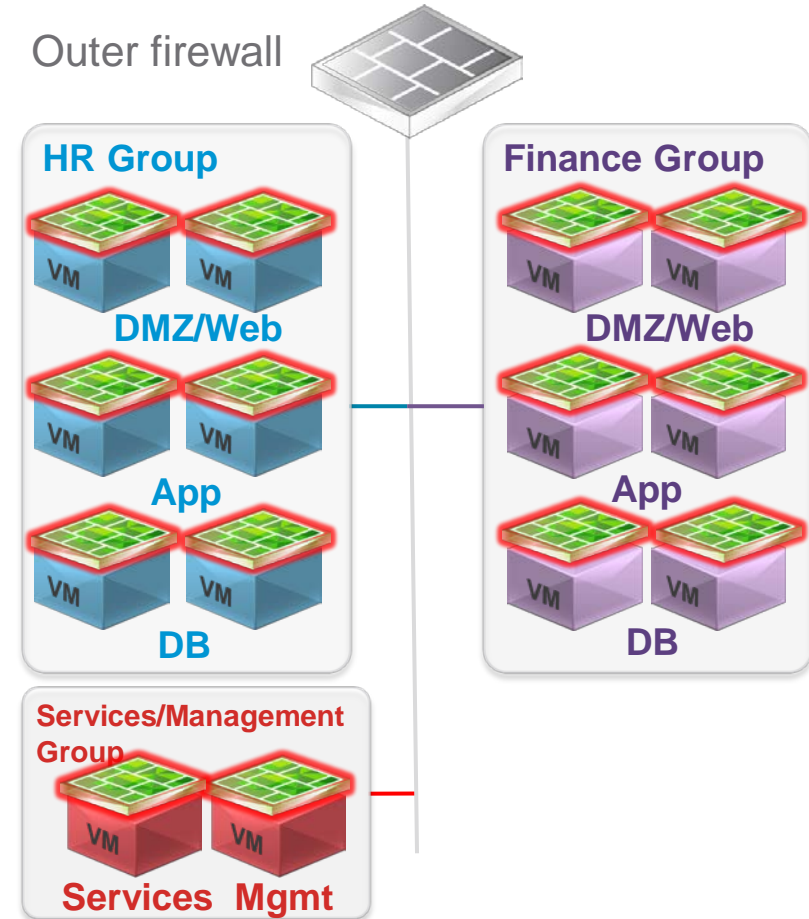 Outer firewall
HR Group
VM VM
DMZ/Web
VM VM
App
VM VM
DB
Finance Group
VM VM
DMZ/Web
VM VM
App
VM VM
DB
Services/Management
Group
VM VM
Services Mgmt